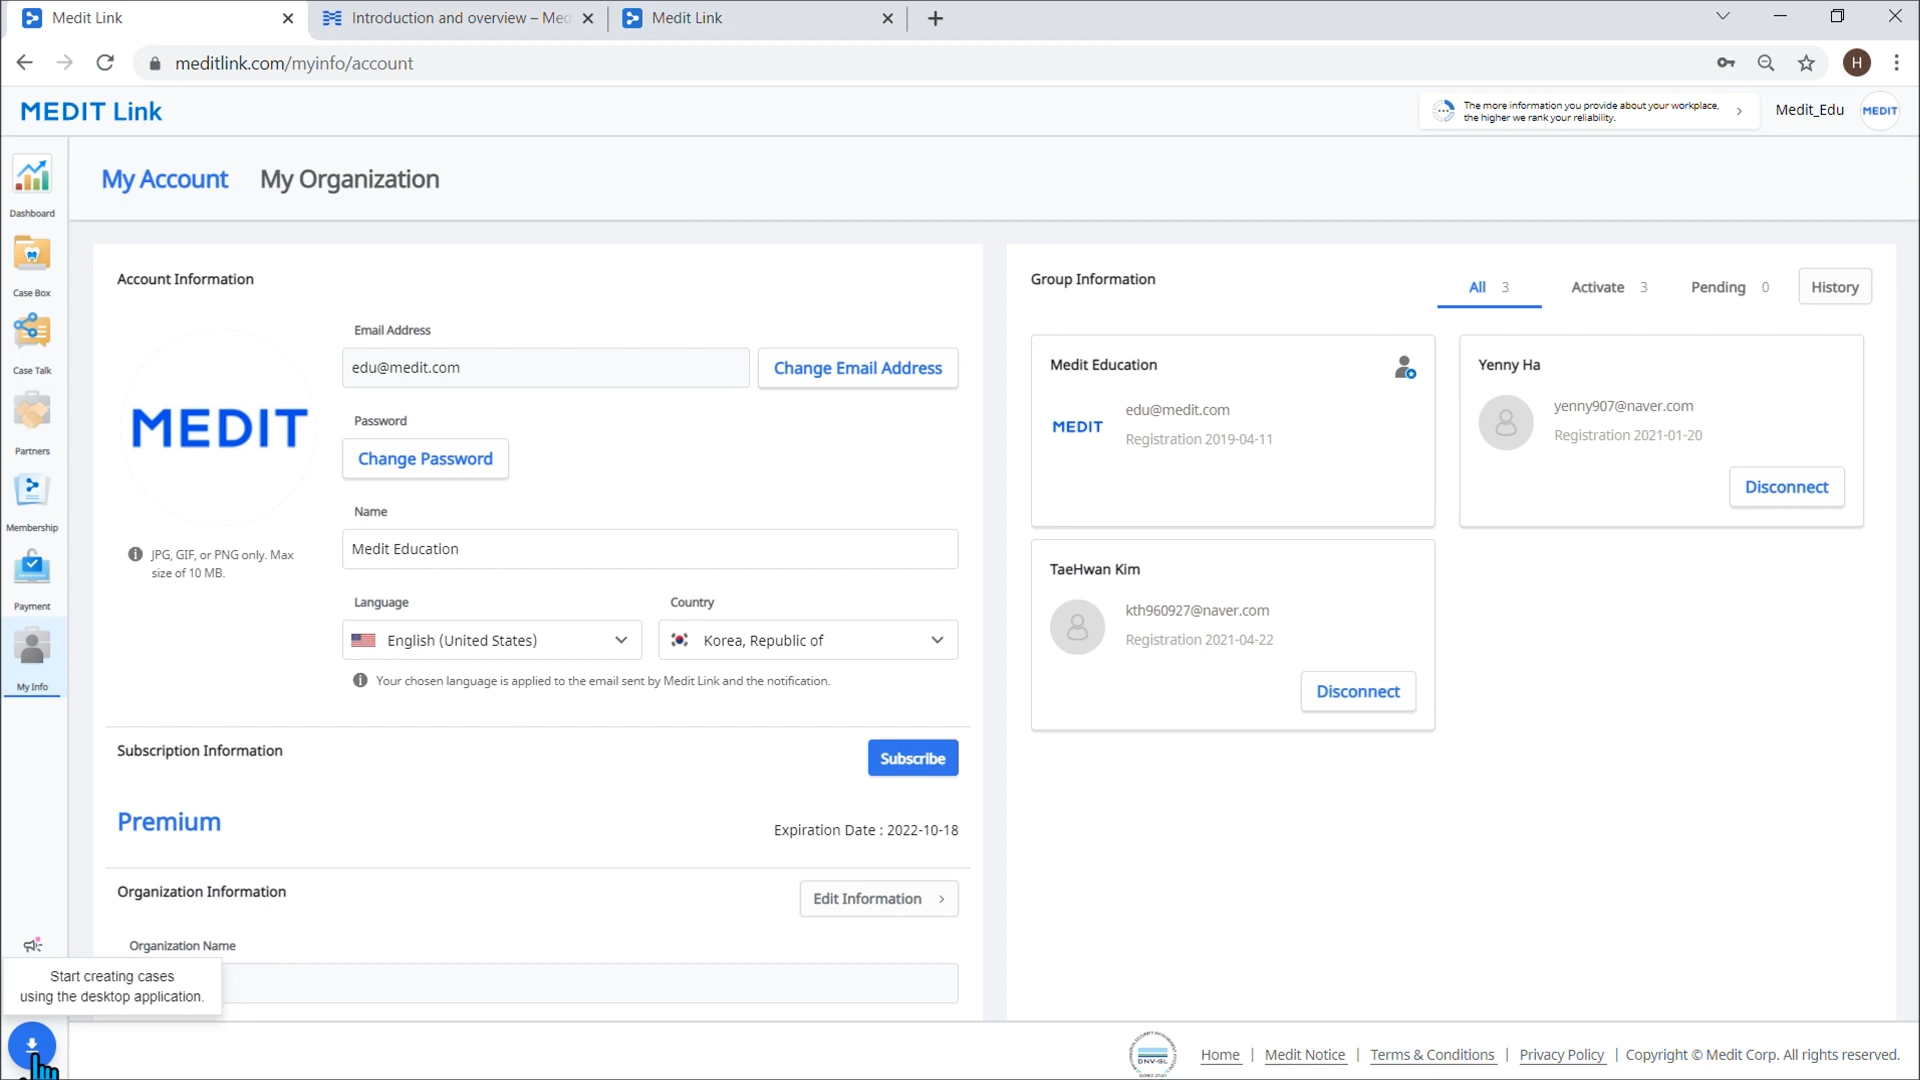 Medit Link
Introduction and overview – Med
Medit Link
meditlink.com/myinfo/account
H
MEDIT Link
The more information you provide about your workplace,
the higher we rank your reliability.
Medit_Edu
MEDIT
My Account
My Organization
Dashboard
Case Box
Case Talk
Partners
Membership
Payment
My Info
Account Information
MEDIT
JPG, GIF, or PNG only. Max
size of 10 MB.
Email Address
edu@medit.com
Change Email Address
Password
Change Password
Name
Medit Education
Language
Country
English (United States)
Korea, Republic of
Your chosen language is applied to the email sent by Medit Link and the notification.
Subscription Information
Subscribe
Premium
Expiration Date : 2022-10-18
Organization Information
Edit Information
Organization Name
Start creating cases
using the desktop application.
Group Information
All 3
Activate 3
Pending 0
History
Medit Education
MEDIT
edu@medit.com
Registration 2019-04-11
Yenny Ha
yenny907@naver.com
Registration 2021-01-20
Disconnect
TaeHwan Kim
kth960927@naver.com
Registration 2021-04-22
Disconnect
DNV·GL
Home | Medit Notice | Terms & Conditions | Privacy Policy | Copyright © Medit Corp. All rights reserved.